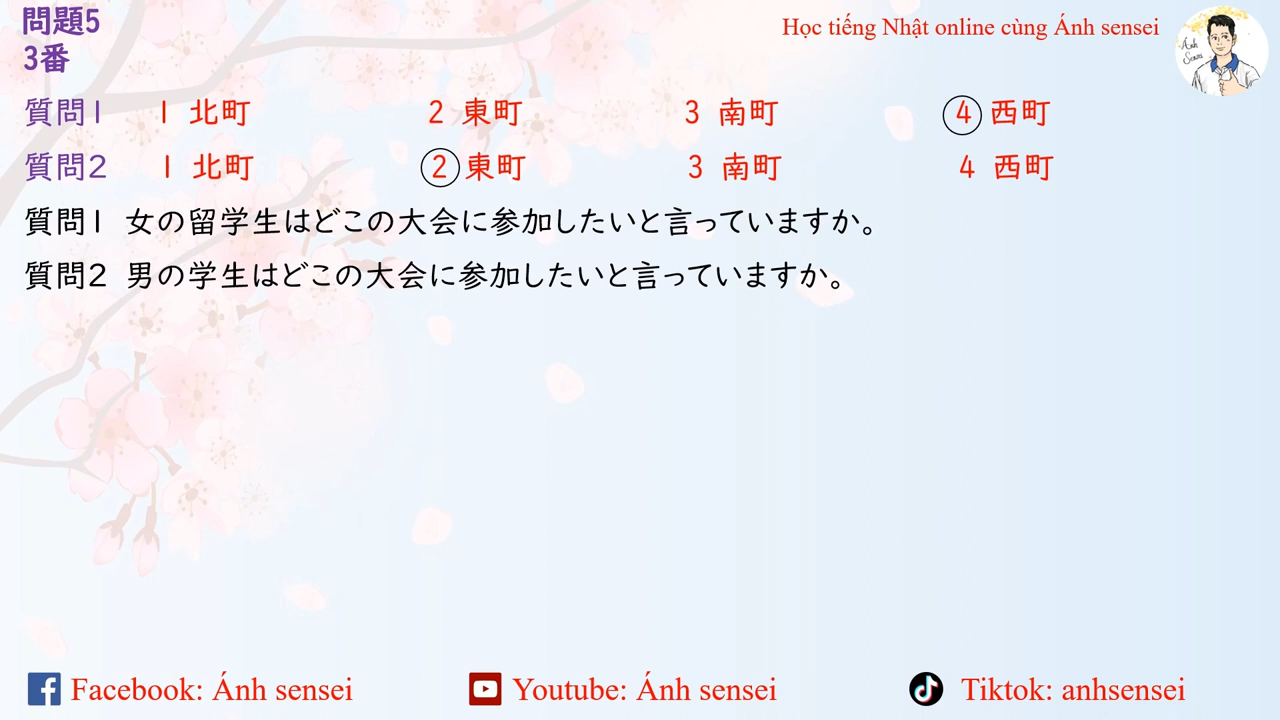 問題5
3番
Học tiếng Nhật online cùng Ánh sensei
Ánh Sensei
質問1 1 北町 2 東町 3 南町 4 西町
質問2 1 北町 2 東町 3 南町 4 西町
質問1 女の留学生はどこの大会に参加したいと言っていますか。
質問2 男の学生はどこの大会に参加したいと言っていますか。
Facebook: Ánh sensei Youtube: Ánh sensei Tiktok: anhsensei